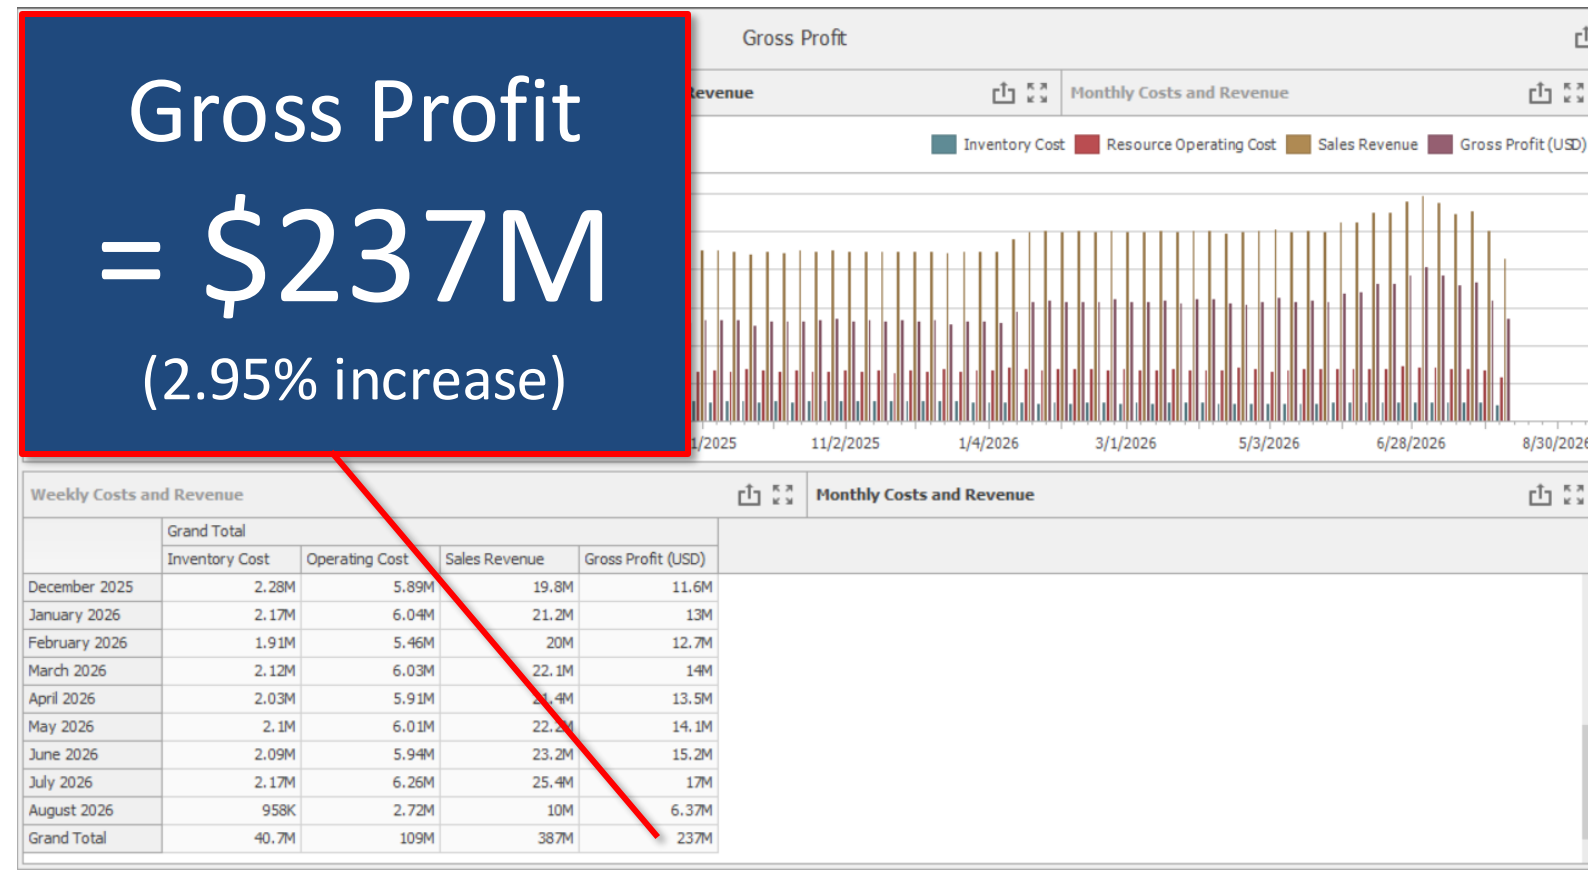 Gross Profit
= $237M
(2.95% increase)
Gross Profit
Revenue
Monthly Costs and Revenue
Inventory Cost Resource Operating Cost Sales Revenue Gross Profit (USD)
1/2025 11/2/2025 1/4/2026 3/1/2026 5/3/2026 6/28/2026 8/30/2026
Weekly Costs and Revenue
Monthly Costs and Revenue
Grand Total
Inventory Cost Operating Cost Sales Revenue Gross Profit (USD)
December 2025 2.28M 5.89M 19.8M 11.6M
January 2026 2.17M 6.04M 21.2M 13M
February 2026 1.91M 5.46M 20M 12.7M
March 2026 2.12M 6.03M 22.1M 14M
April 2026 2.03M 5.91M 21.4M 13.5M
May 2026 2.1M 6.01M 22.2M 14.1M
June 2026 2.09M 5.94M 23.2M 15.2M
July 2026 2.17M 6.26M 25.4M 17M
August 2026 958K 2.72M 10M 6.37M
Grand Total 40.7M 109M 387M 237M